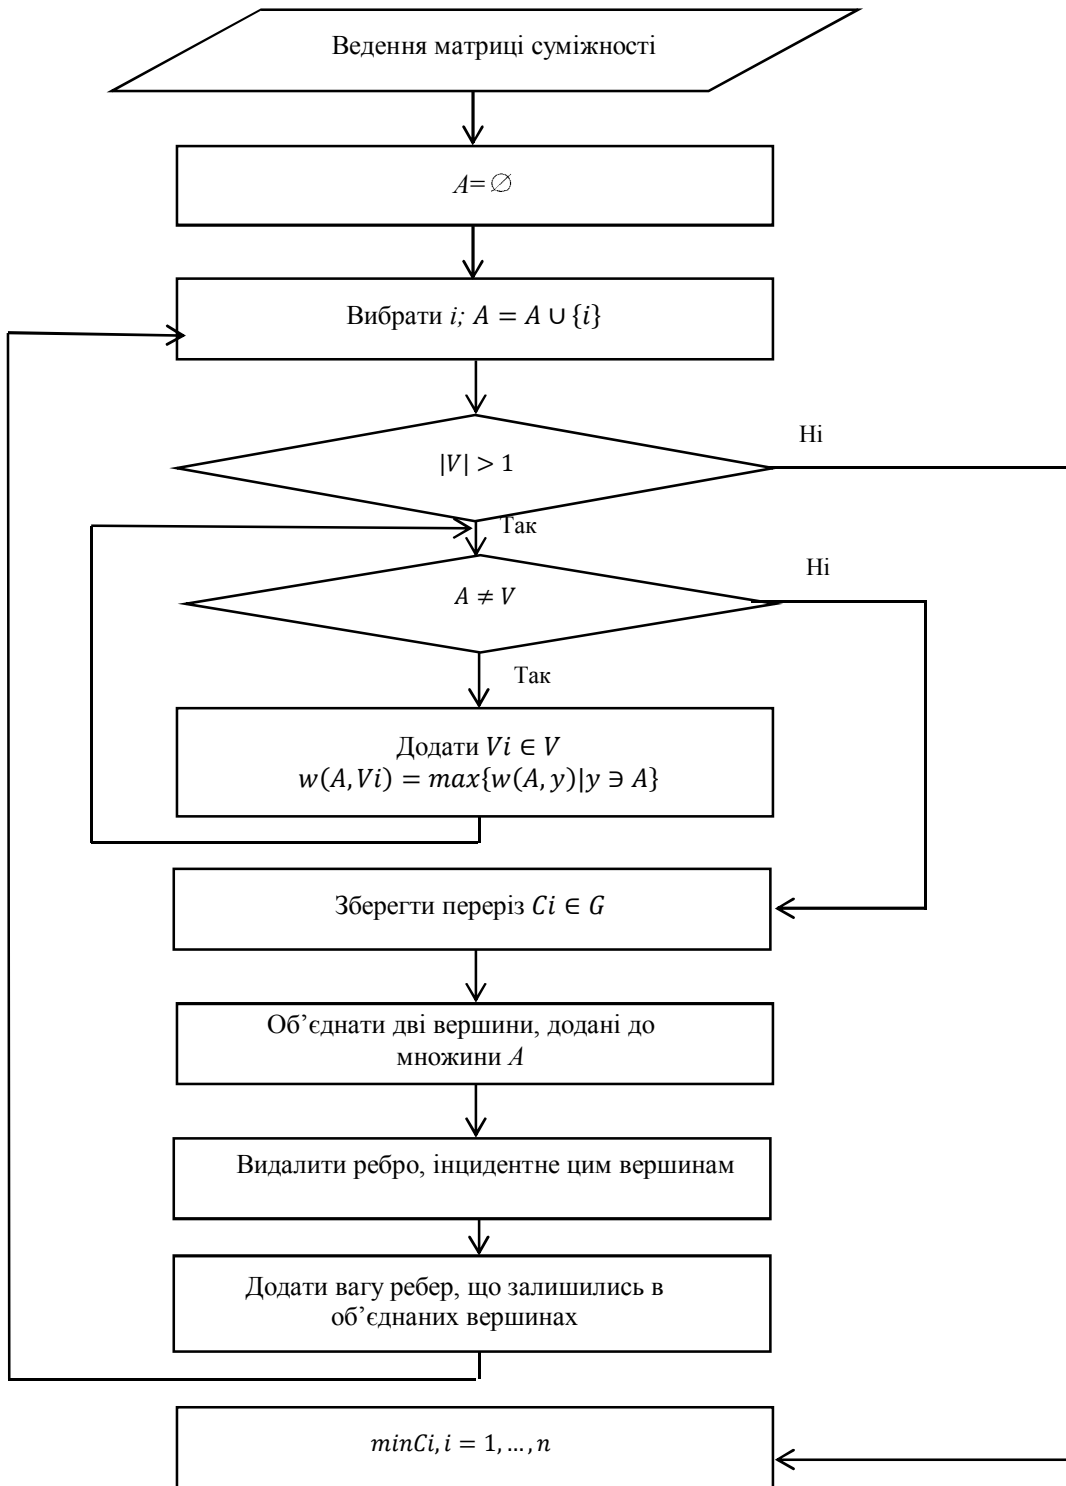 Ведення матриці суміжності
A=∅
Вибрати i; A = A ∪ {i}
Ні
|V| > 1
Так
Ні
A ≠ V
Так
Додати Vi ∈ V
w(A, Vi) = max{w(A, y)|y ∋ A}
Зберегти переріз Ci ∈ G
Об’єднати дві вершини, додані до
множини A
Видалити ребро, інцидентне цим вершинам
Додати вагу ребер, що залишились в
об’єднаних вершинах
minCi, i = 1, ..., n